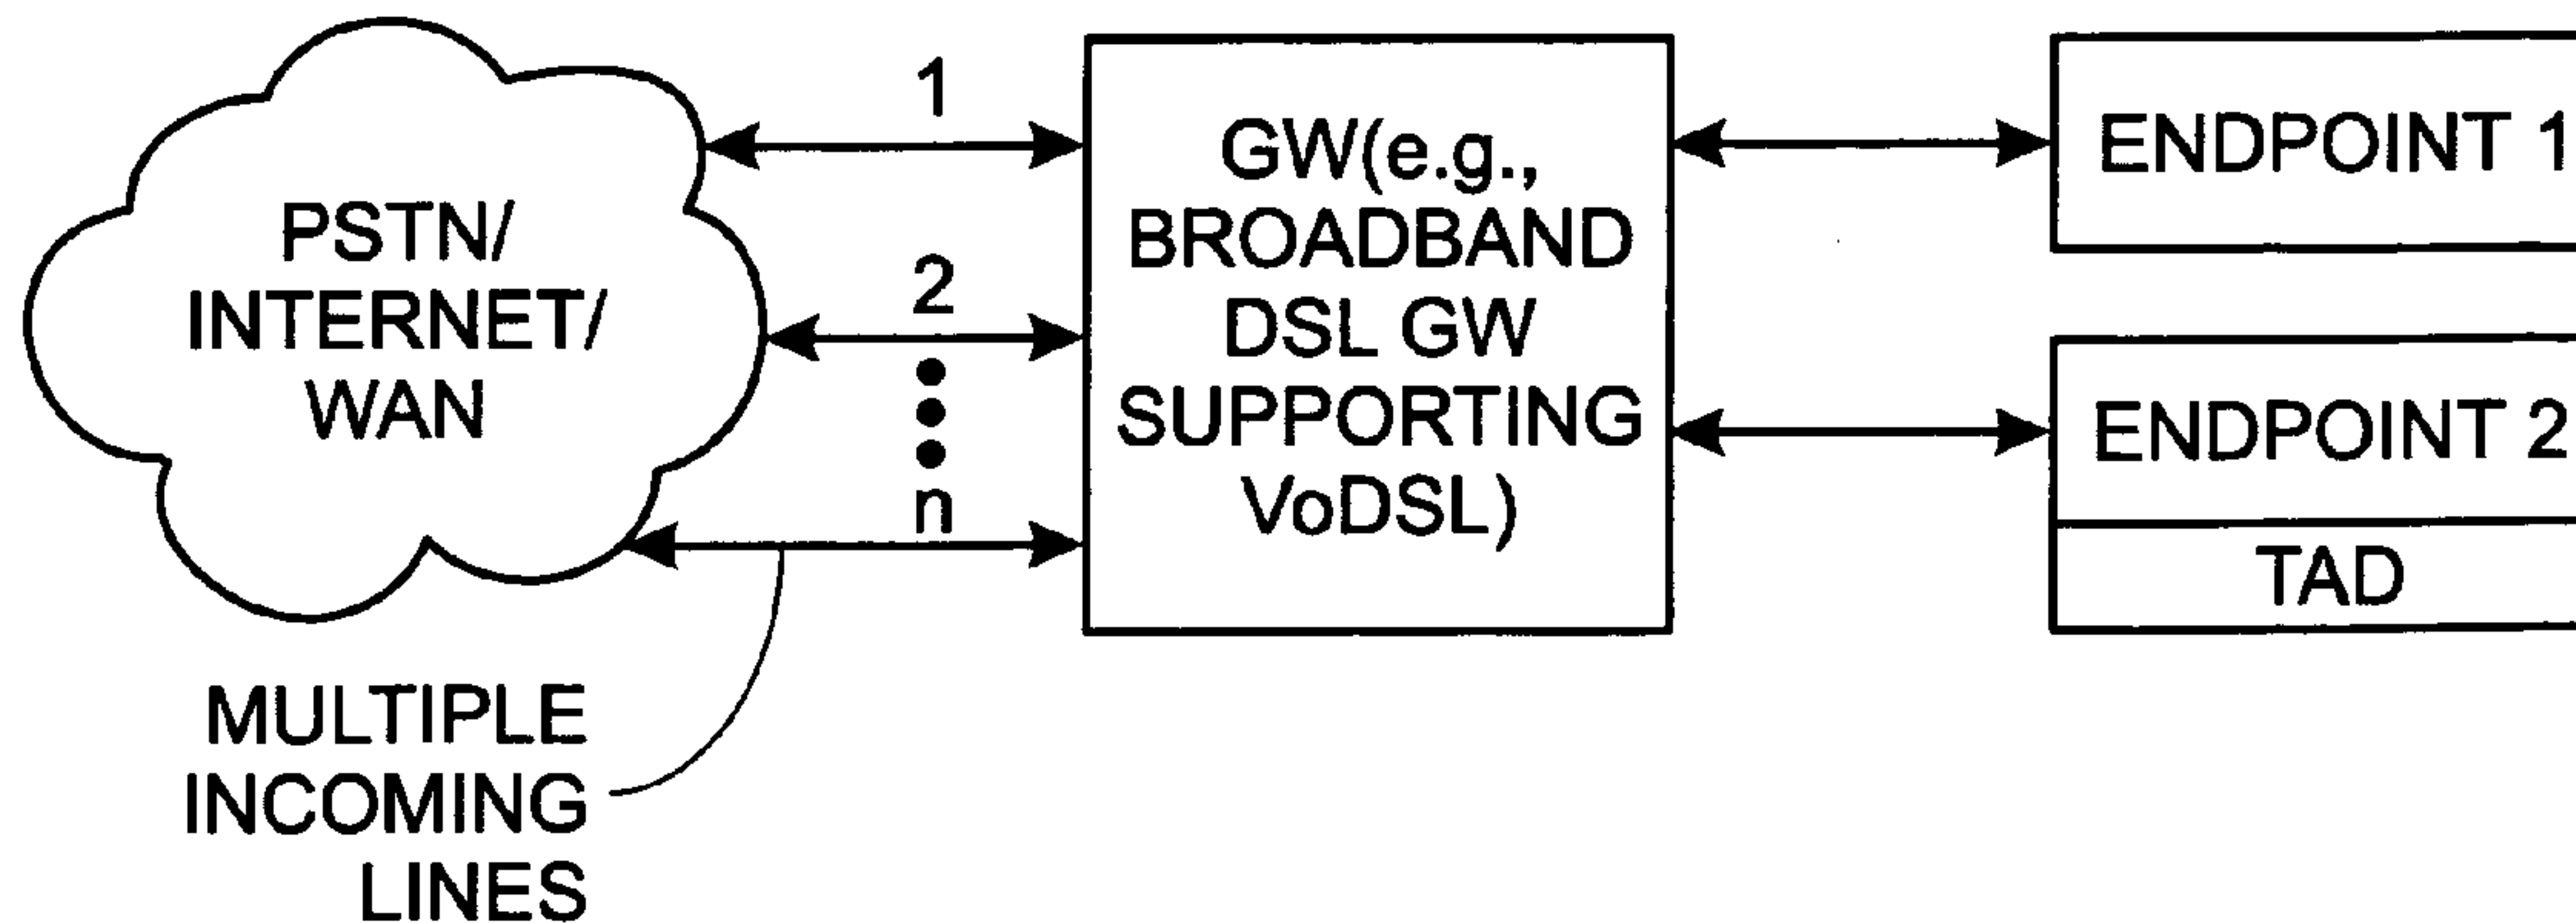 PSTN/
INTERNET/
WAN
1
2
n
MULTIPLE
INCOMING
LINES
GW(e.g.,
BROADBAND
DSL GW
SUPPORTING
VoDSL)
ENDPOINT 1
ENDPOINT 2
TAD